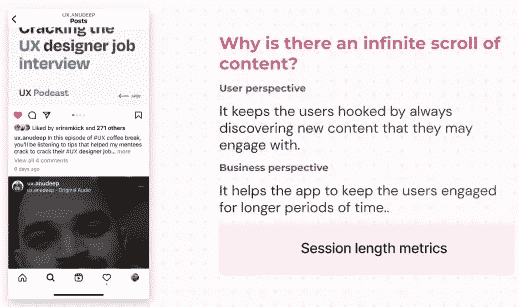 UX.ANUDEEP
Posts
Cracking the
UX designer job
interview
UX Podcast
Liked by sriremkick and 271 others
ux.anudeep In this episode of #UX coffee break,
you'll be listening to tips that helped my mentees
crack to crack their #UX designer job... more
View all 4 comments
6 days ago
ux.anudeep
ux.anudeep · Original Audio
Why is there an infinite scroll of
content?
User perspective
It keeps the users hooked by always
discovering new content that they may
engage with.
Business perspective
It helps the app to keep the users engaged
for longer periods of time..
Session length metrics